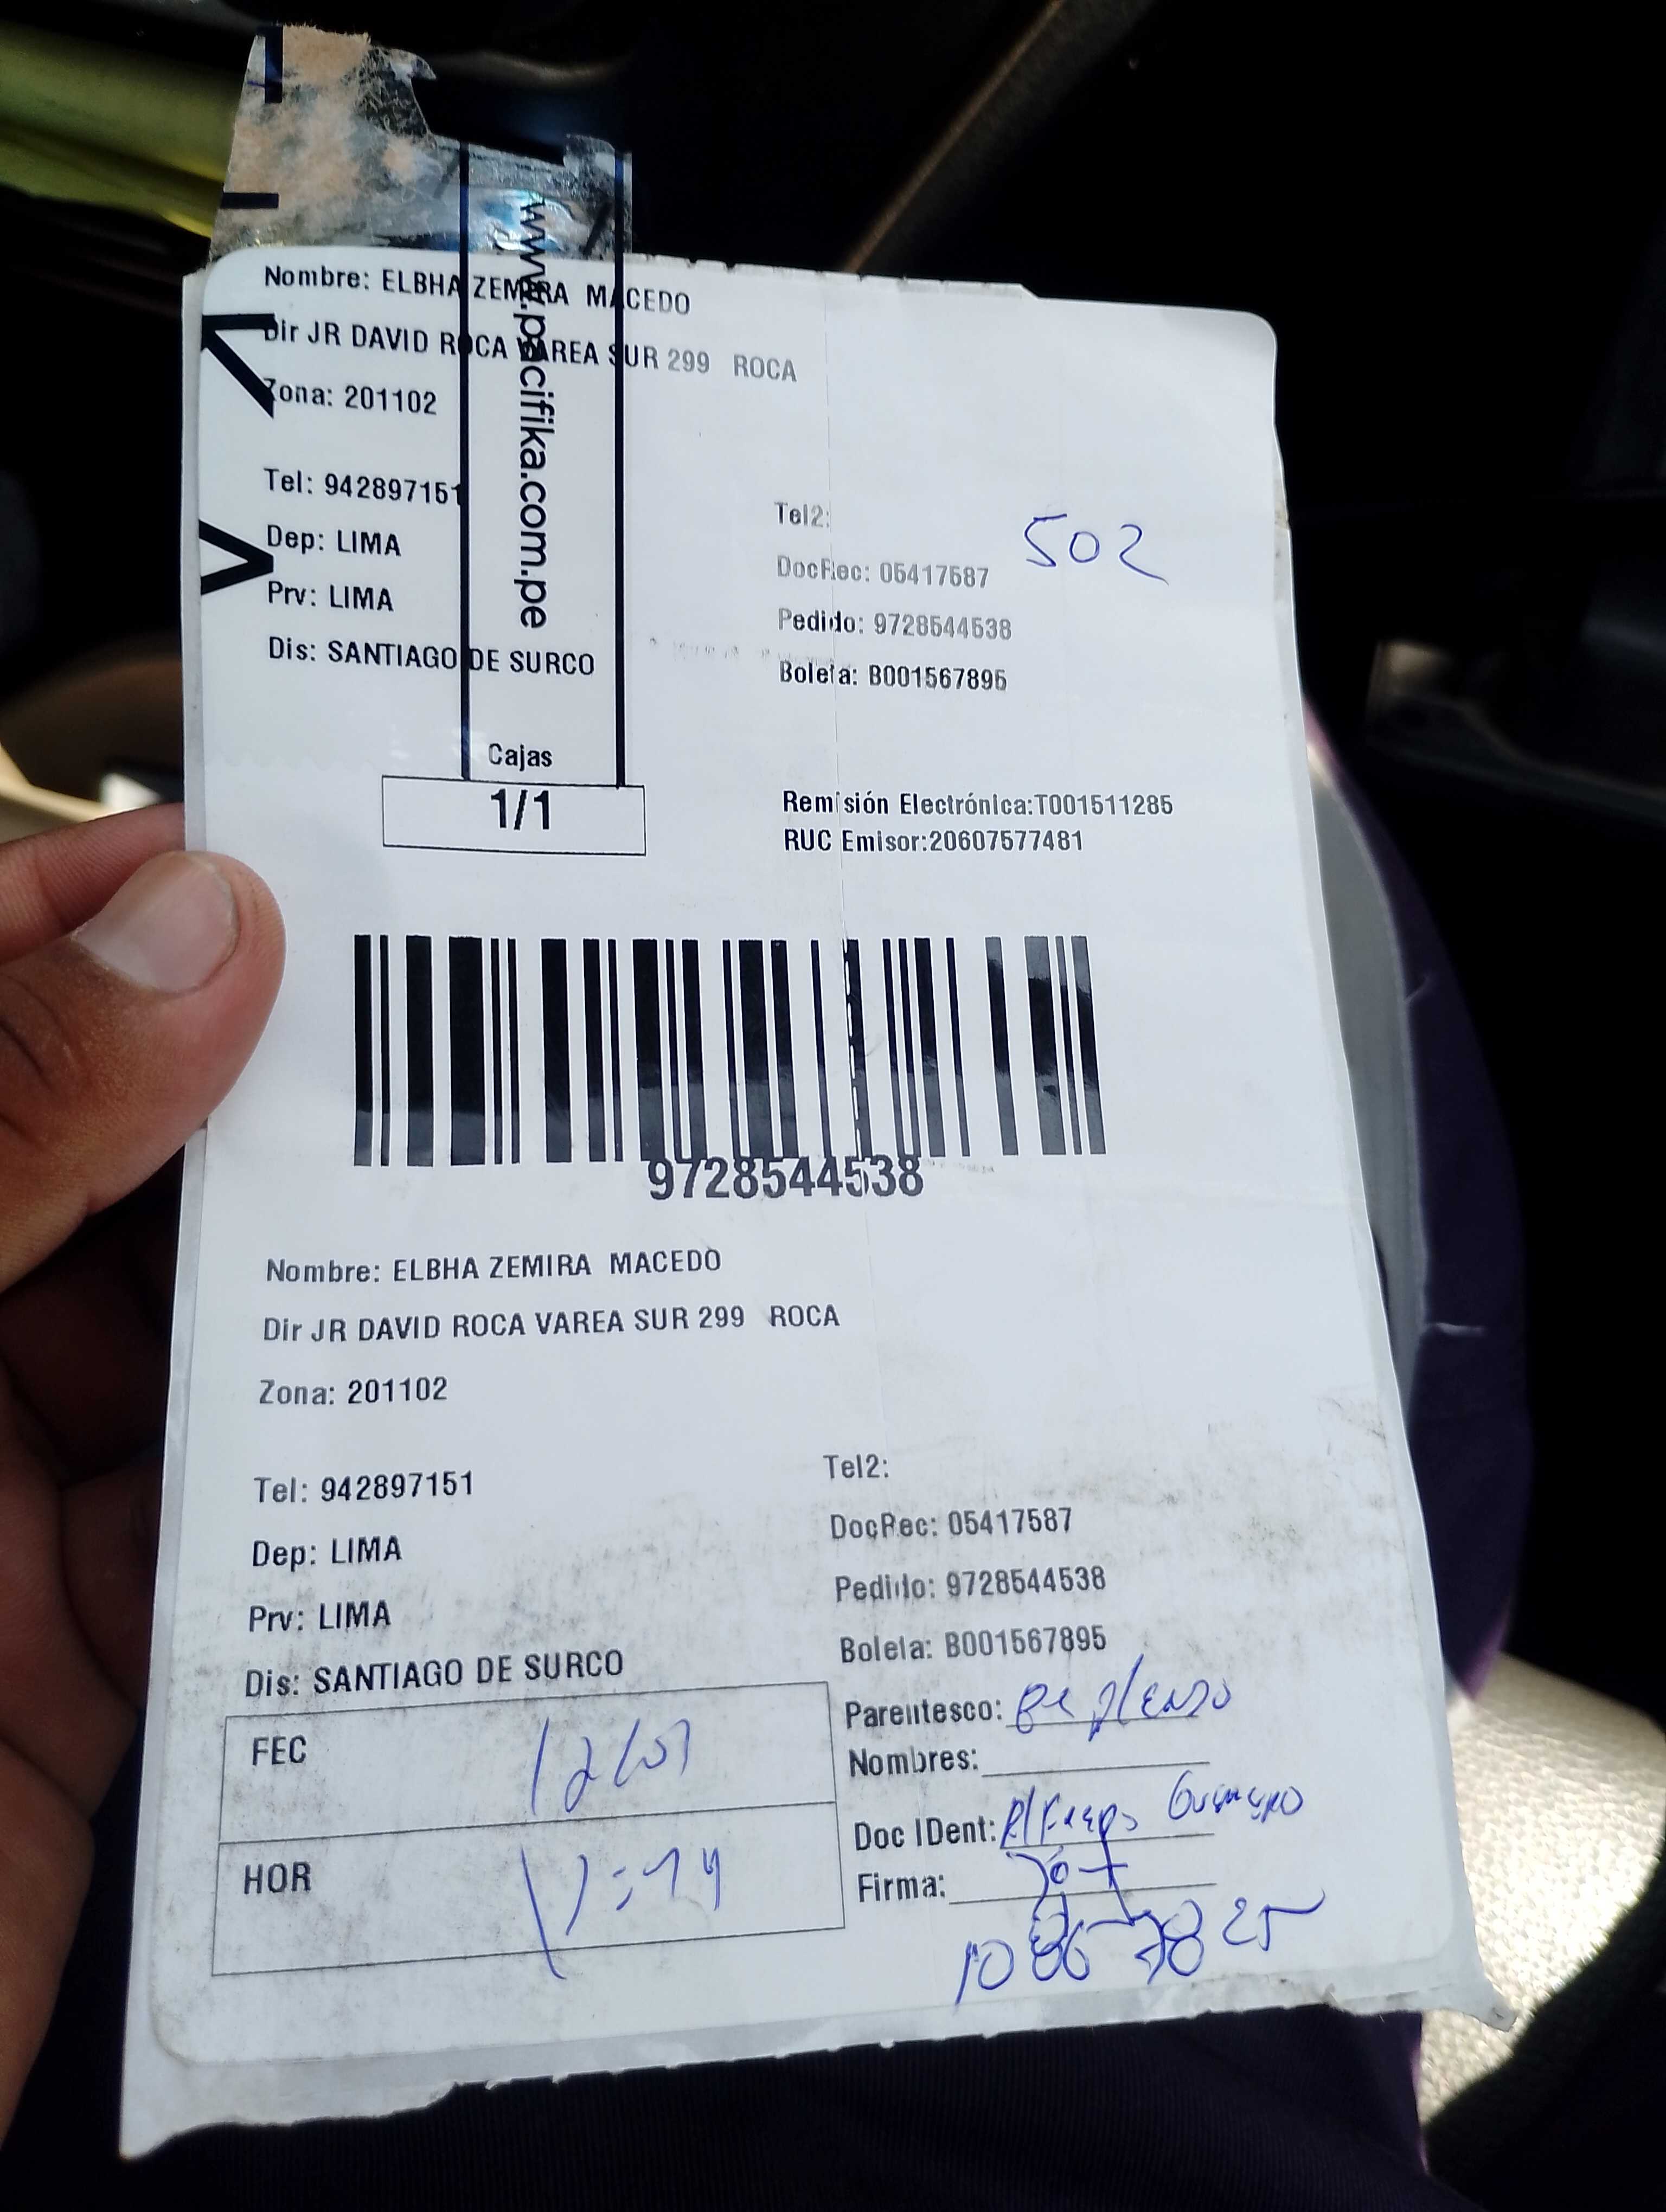 www.pacifika.com.pe
Nombre: ELBHA ZEMIRA MACEDO
Dir JR DAVID ROCA VAREA SUR 299 ROCA
Zona: 201102
Tel: 942897151
Tel2:
502
Dep: LIMA
DocRec: 05417587
Prv: LIMA
Pedido: 9728544538
Dis: SANTIAGO DE SURCO
Boleta: B001567895
Cajas
1/1
Remisión Electrónica:T001511285
RUC Emisor:20607577481
9728544538
Nombre: ELBHA ZEMIRA MACEDO
Dir JR DAVID ROCA VAREA SUR 299 ROCA
Zona: 201102
Tel: 942897151
Tel2:
Dep: LIMA
DocRec: 05417587
Prv: LIMA
Pedido: 9728544538
Dis: SANTIAGO DE SURCO
Boleta: B001567895
FEC
Parentesco:
Nombres:
HOR
Doc IDent:
Firma: